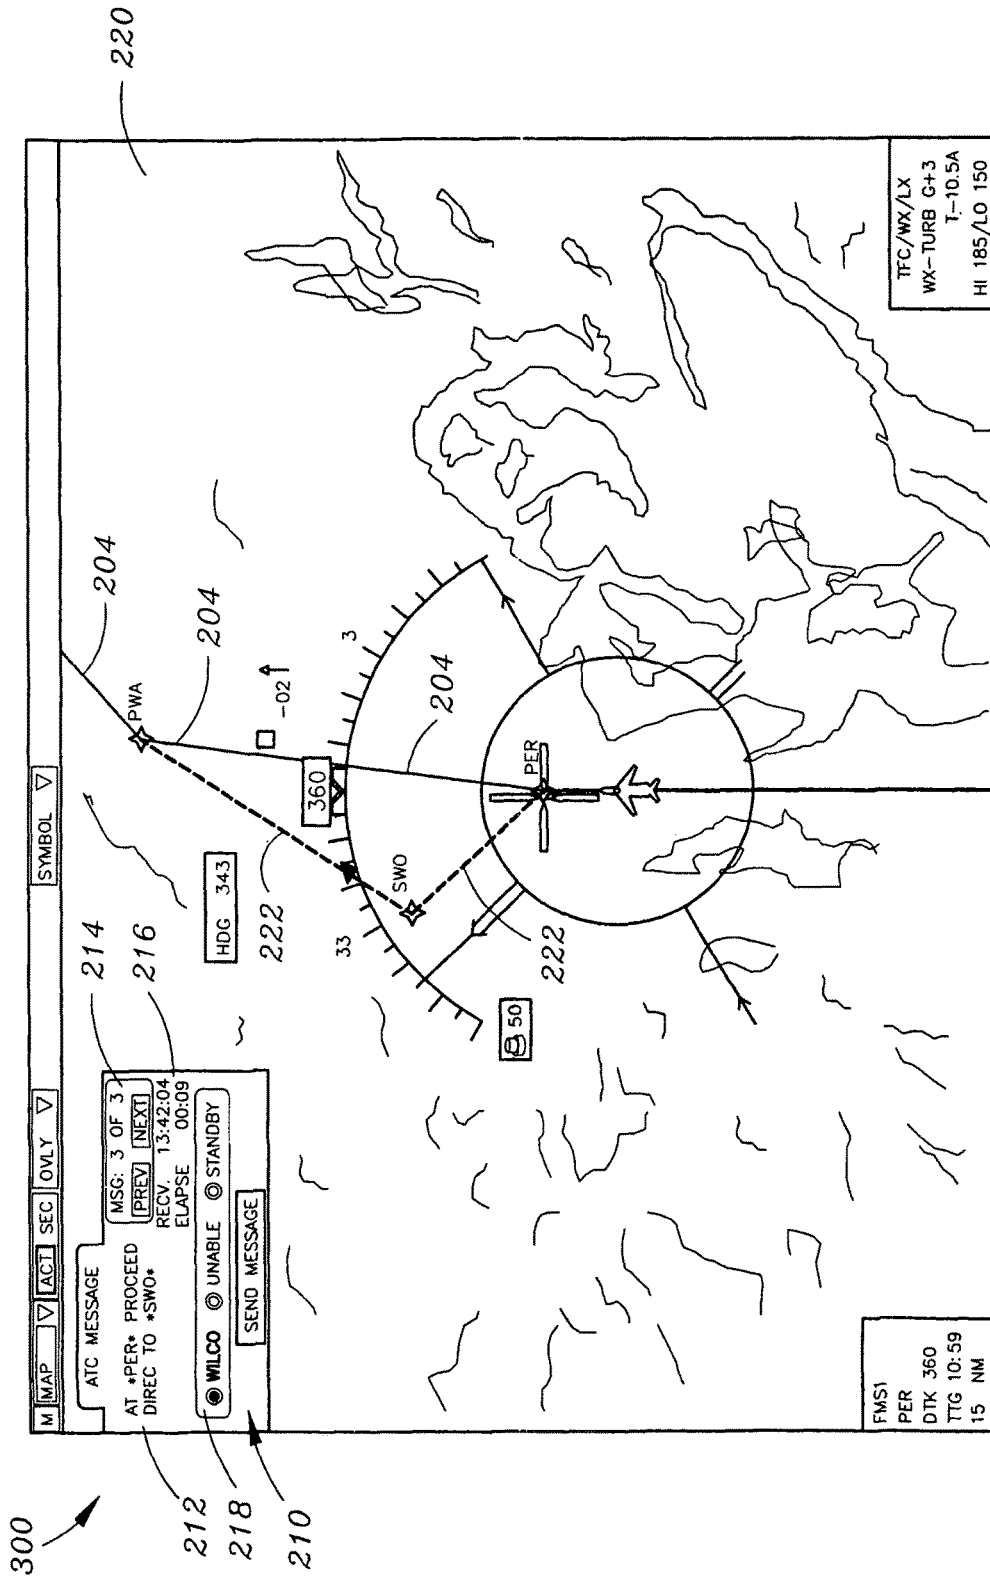 300
220
M MAP ▽ ACT SEC OVLY ▽ SYMBOL ▽
ATC MESSAGE
AT *PER* PROCEED
DIREC TO *SWO*
MSG: 3 OF 3
PREV NEXT
RECV. 13:42:04
ELAPSE 00:09
WILCO UNABLE STANDBY
SEND MESSAGE
212
218
210
214
216
HDG 343
222
222
204
204
204
PWA
-02
360
33
3
SWO
PER
50
FMS1
PER
DTK 360
TTG 10:59
15 NM
TFC/WX/LX
WX-TURB G+3
T-10.5A
HI 185/LO 150